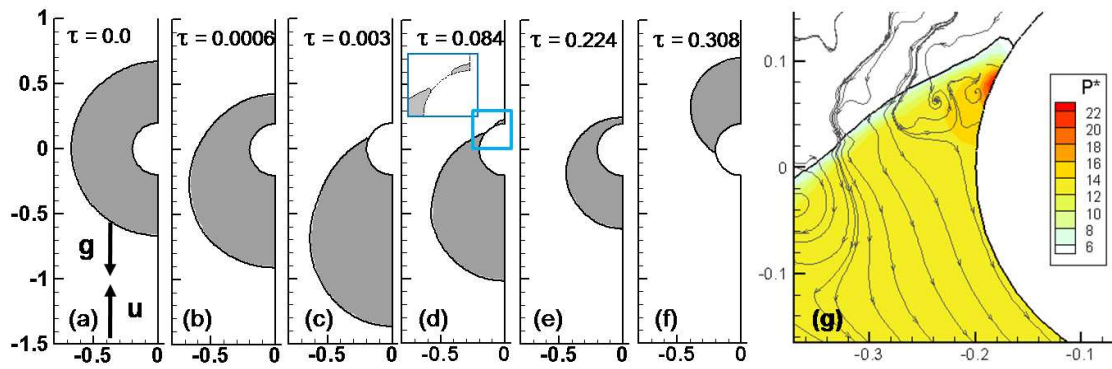 τ = 0.0
τ = 0.0006
τ = 0.003
τ = 0.084
τ = 0.224
τ = 0.308
1
0.5
0
-0.5
-1
-1.5
g
u
(a)
(b)
(c)
(d)
(e)
(f)
-0.5 0
-0.5 0
-0.5 0
-0.5 0
-0.5 0
-0.5 0
0.1
0
-0.1
-0.3 -0.2 -0.1
(g)
P*
22
20
18
16
14
12
10
8
6